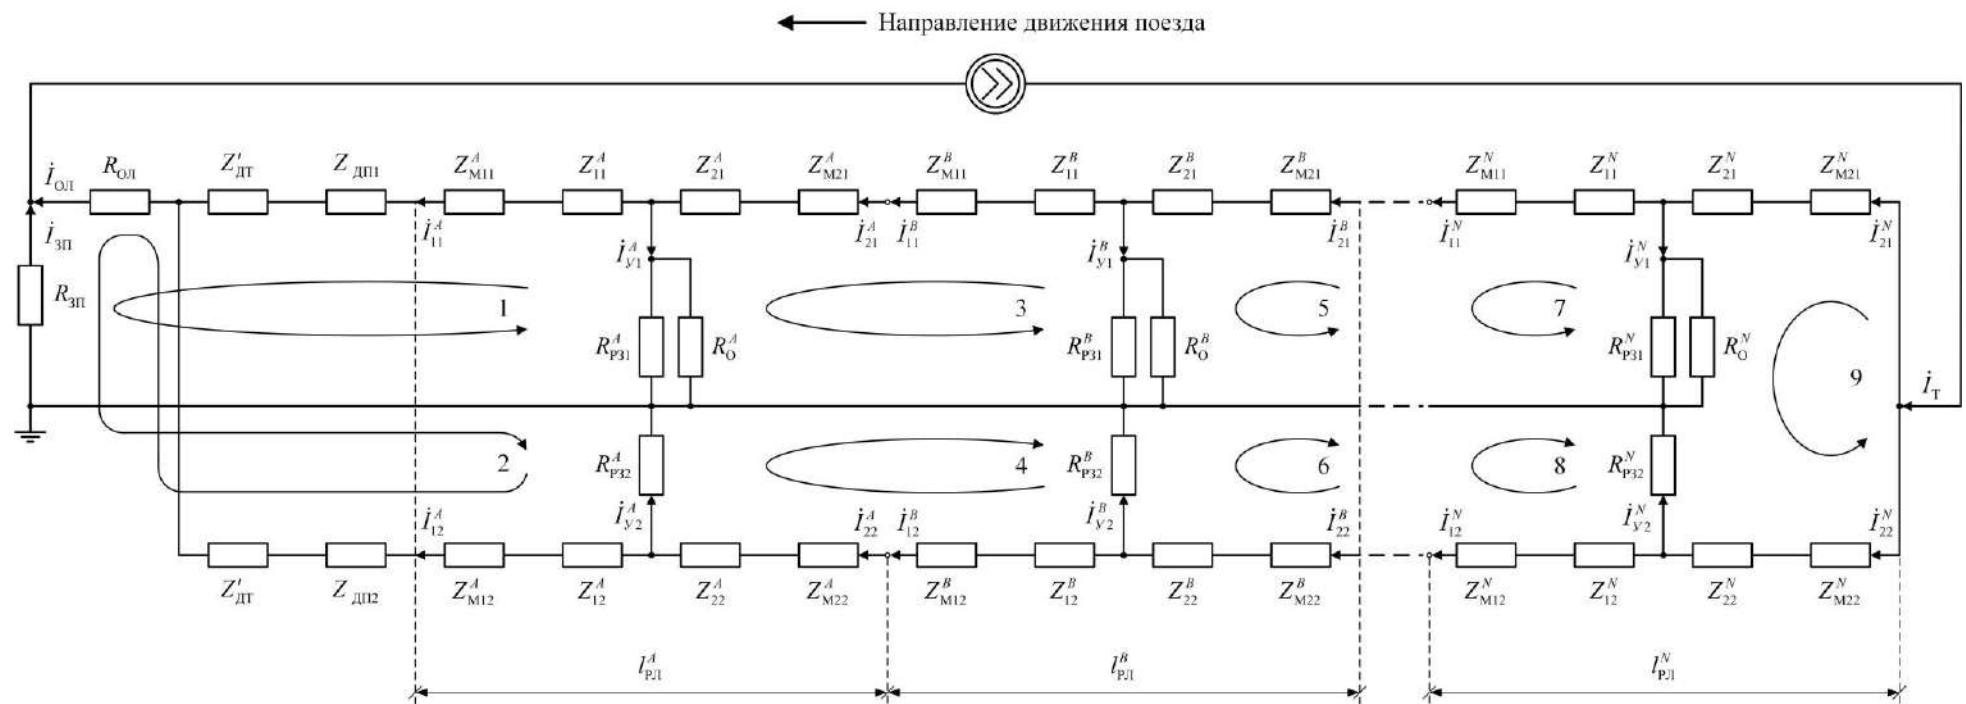 Направление движения поезда
İ_ОЛ R_ОЛ Z'_ДТ Z_ДП1 Z^A_М11 Z^A_11 Z^A_21 Z^A_М21 Z^B_М11 Z^B_11 Z^B_21 Z^B_М21 Z^N_М11 Z^N_11 Z^N_21 Z^N_М21
İ_ЗП İ^A_11 İ^A_У1 İ^A_21 İ^B_11 İ^B_У1 İ^B_21 İ^N_11 İ^N_У1 İ^N_21
R_ЗП 1 3 5 7
R^A_РЗ1 R^A_О R^B_РЗ1 R^B_О R^N_РЗ1 R^N_О 9 İ_Т
2 R^A_РЗ2 4 R^B_РЗ2 6 8 R^N_РЗ2
İ^A_12 İ^A_У2 İ^A_22 İ^B_12 İ^B_У2 İ^B_22 İ^N_12 İ^N_У2 İ^N_22
Z'_ДТ Z_ДП2 Z^A_М12 Z^A_12 Z^A_22 Z^A_М22 Z^B_М12 Z^B_12 Z^B_22 Z^B_М22 Z^N_М12 Z^N_12 Z^N_22 Z^N_М22
l^A_РЛ l^B_РЛ l^N_РЛ